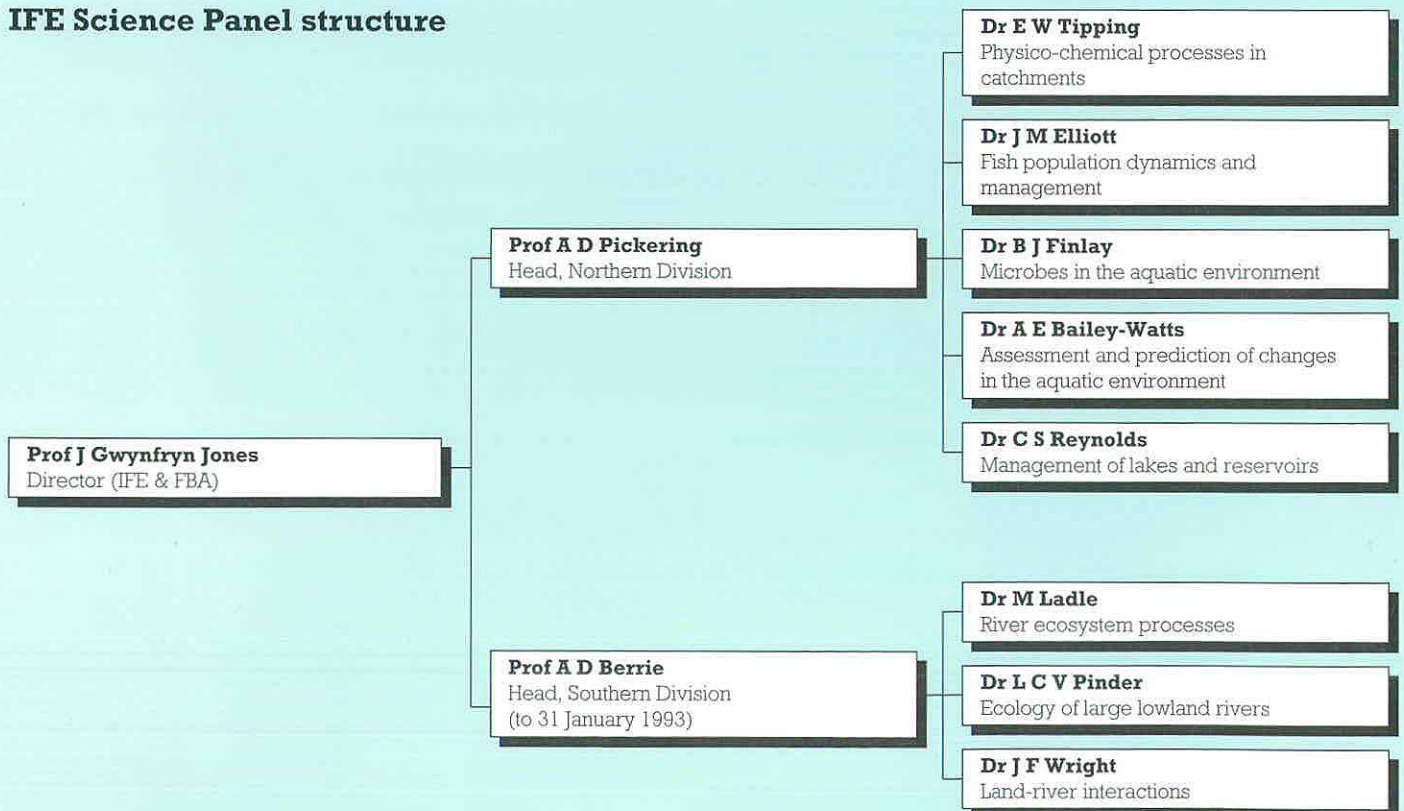 IFE Science Panel structure
Prof J Gwynfryn Jones
Director (IFE & FBA)
Prof A D Pickering
Head, Northern Division
Dr E W Tipping
Physico-chemical processes in
catchments
Dr J M Elliott
Fish population dynamics and
management
Dr B J Finlay
Microbes in the aquatic environment
Dr A E Bailey-Watts
Assessment and prediction of changes
in the aquatic environment
Dr C S Reynolds
Management of lakes and reservoirs
Prof A D Berrie
Head, Southern Division
(to 31 January 1993)
Dr M Ladle
River ecosystem processes
Dr L C V Pinder
Ecology of large lowland rivers
Dr J F Wright
Land-river interactions